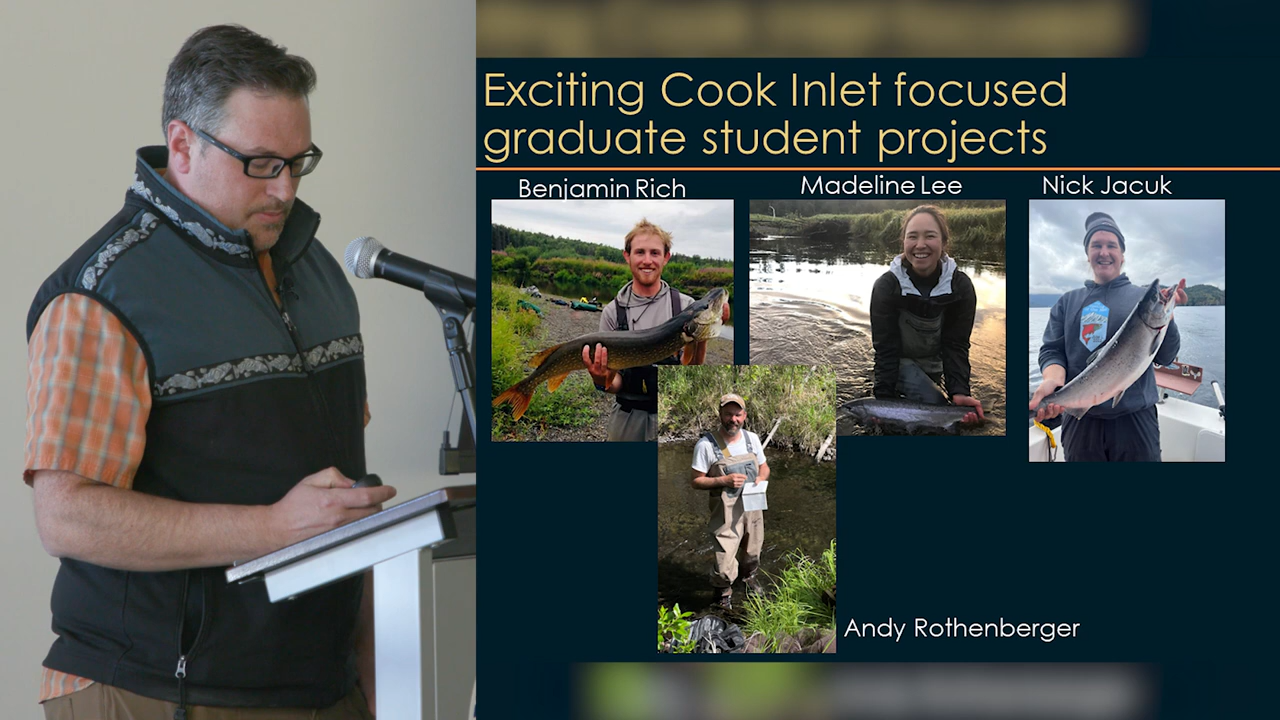 Exciting Cook Inlet focused
graduate student projects
Benjamin Rich
Madeline Lee
Nick Jacuk
Andy Rothenberger